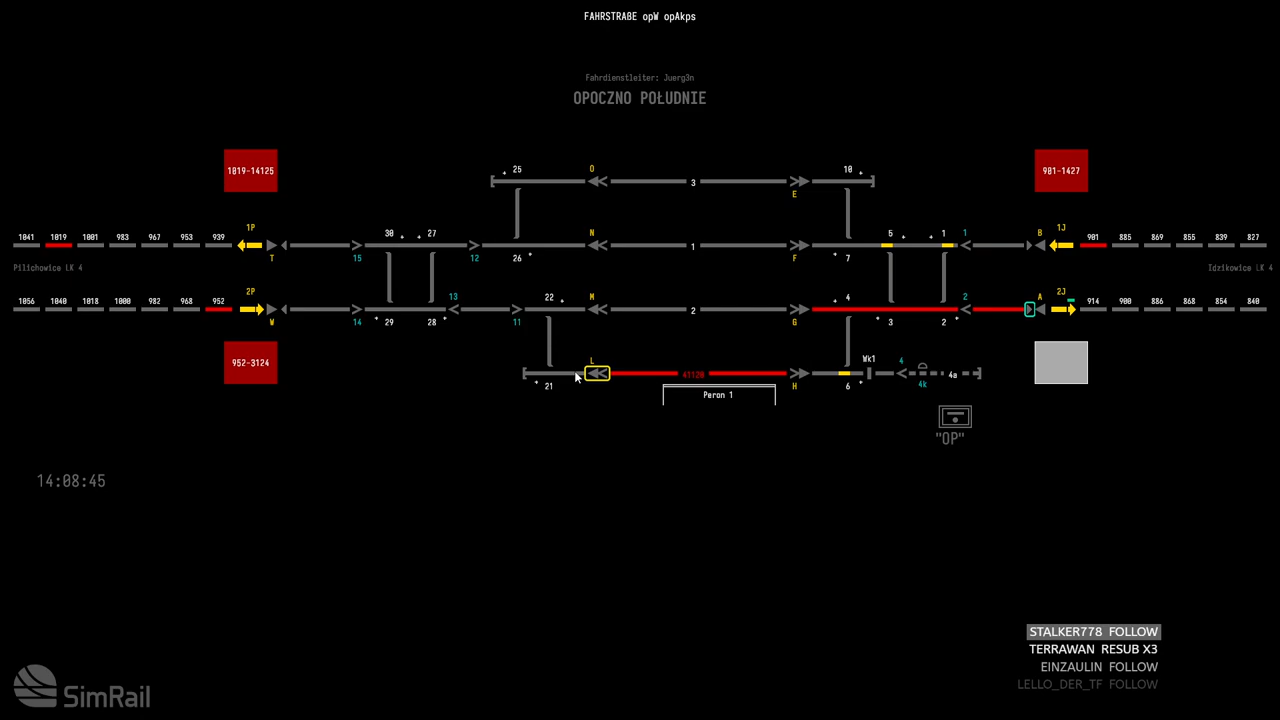 FAHRSTRAßE opW opAkps
Fahrdienstleiter: Juerg3n
OPOCZNO POŁUDNIE
1019-14125
901-1427
25 O 10
3
E
1P 30 27 N 5 1 1 B 1J
1041 1019 1001 983 967 953 939 901 885 869 855 839 827
1
T 15 12 26 F 7
Pilichowice LK 4
Idzikowice LK 4
2P 13 22 M 4 2 A 2J
1056 1040 1018 1000 982 968 952 914 900 886 868 854 840
2
W 14 29 28 11 G 3 2
952-3124
L Wk1 4
41120
4a
21 H 6 4k
Peron 1
"OP"
14:08:45
STALKER778 FOLLOW
TERRAWAN RESUB X3
EINZAULIN FOLLOW
LELLO_DER_TF FOLLOW
SimRail